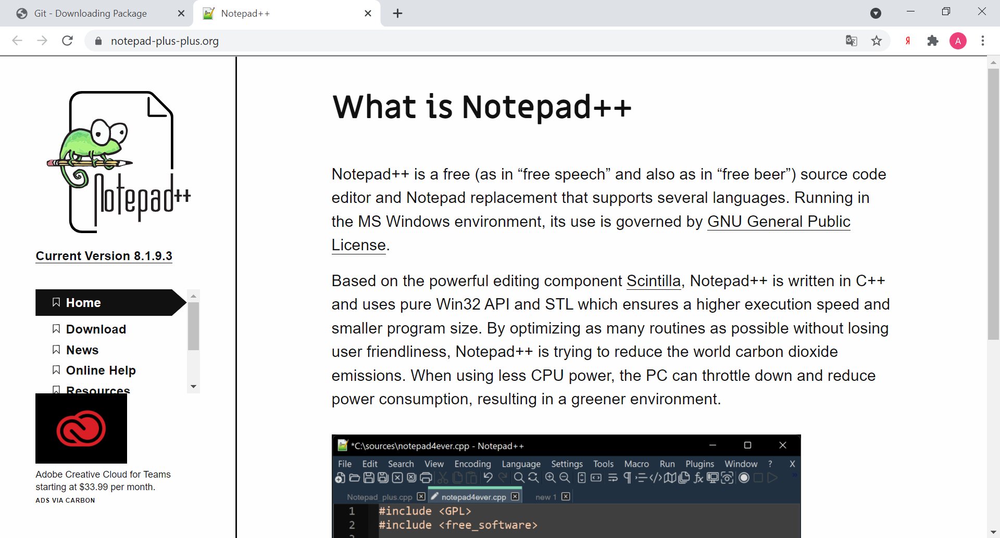 Git - Downloading Package
Notepad++
notepad-plus-plus.org
Я
A
Notepad++
Current Version 8.1.9.3
Home
Download
News
Online Help
Resources
Adobe Creative Cloud for Teams
starting at $33.99 per month.
ADS VIA CARBON
What is Notepad++
Notepad++ is a free (as in “free speech” and also as in “free beer”) source code
editor and Notepad replacement that supports several languages. Running in
the MS Windows environment, its use is governed by GNU General Public
License.
Based on the powerful editing component Scintilla, Notepad++ is written in C++
and uses pure Win32 API and STL which ensures a higher execution speed and
smaller program size. By optimizing as many routines as possible without losing
user friendliness, Notepad++ is trying to reduce the world carbon dioxide
emissions. When using less CPU power, the PC can throttle down and reduce
power consumption, resulting in a greener environment.
*C:\sources\notepad4ever.cpp - Notepad++
File Edit Search View Encoding Language Settings Tools Macro Run Plugins Window ? X
Notepad_plus.cpp notepad4ever.cpp new 1
1 #include <GPL>
2 #include <free_software>